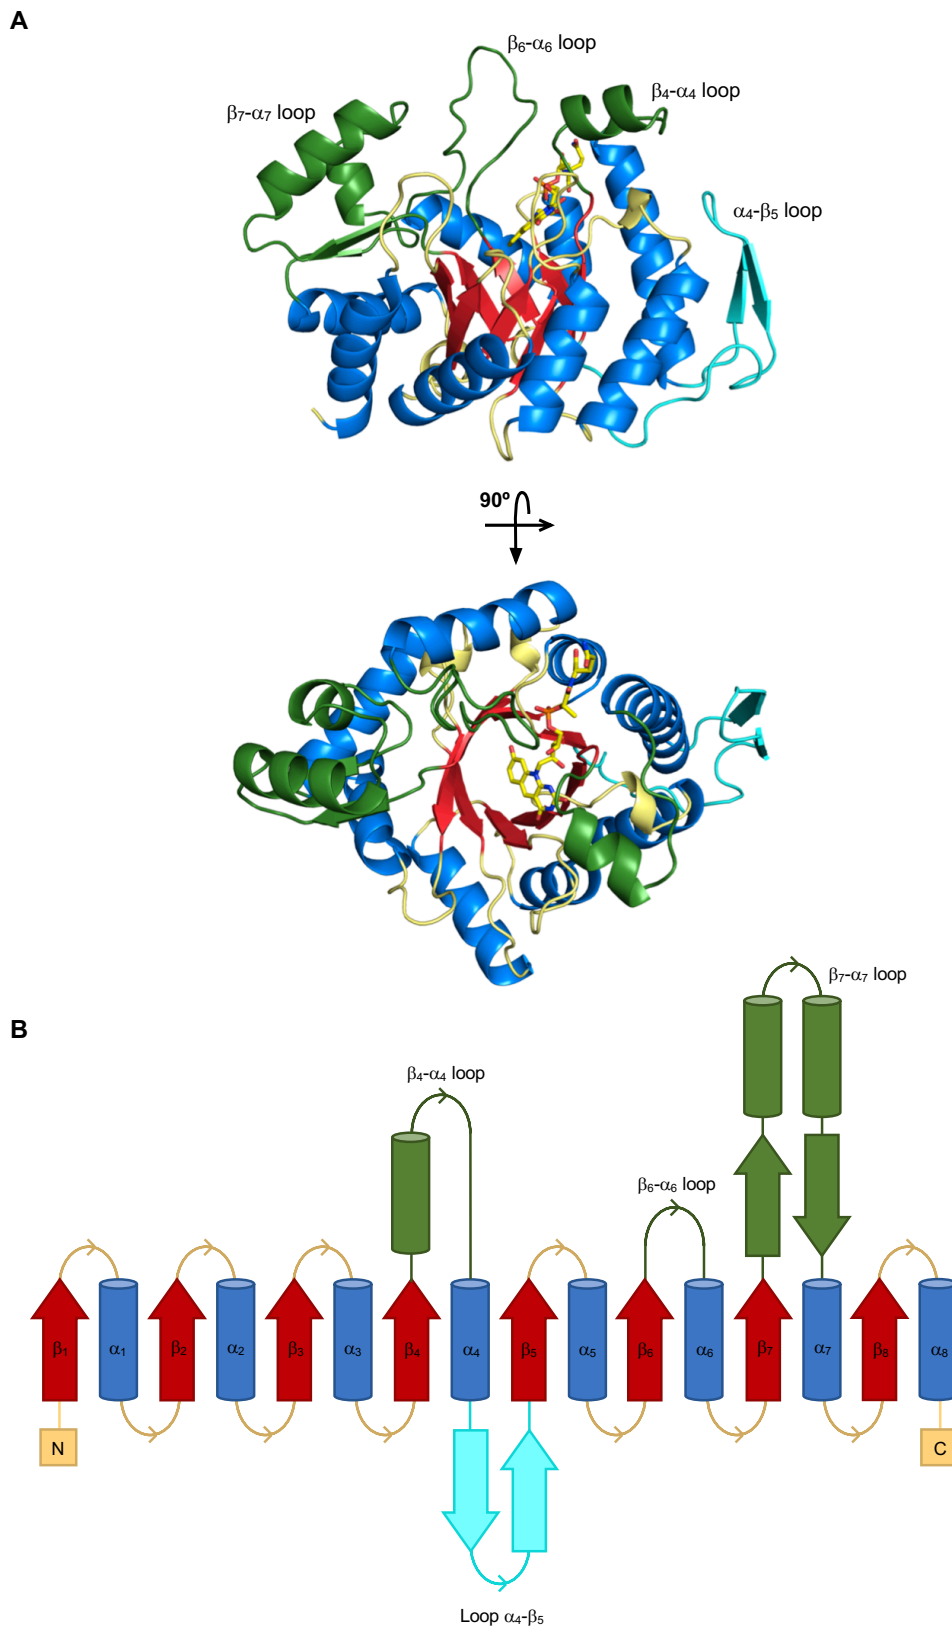 A
β₆-α₆ loop
β₇-α₇ loop
β₄-α₄ loop
α₄-β₅ loop
90º
B
β₇-α₇ loop
β₄-α₄ loop
β₆-α₆ loop
β₁ α₁ β₂ α₂ β₃ α₃ β₄ α₄ β₅ α₅ β₆ α₆ β₇ α₇ β₈ α₈
N C
Loop α₄-β₅